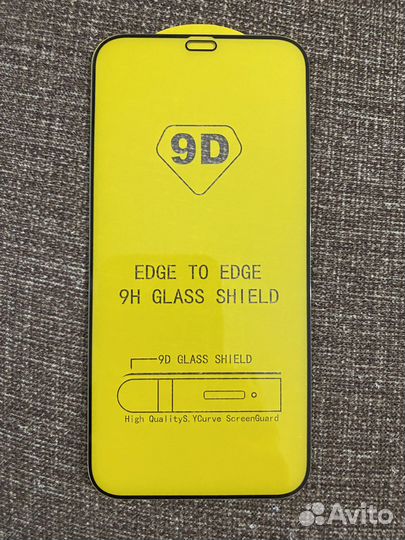 9D
EDGE TO EDGE
9H GLASS SHIELD
9D GLASS SHIELD
High QualityS.YCurve ScreenGuard
Avito